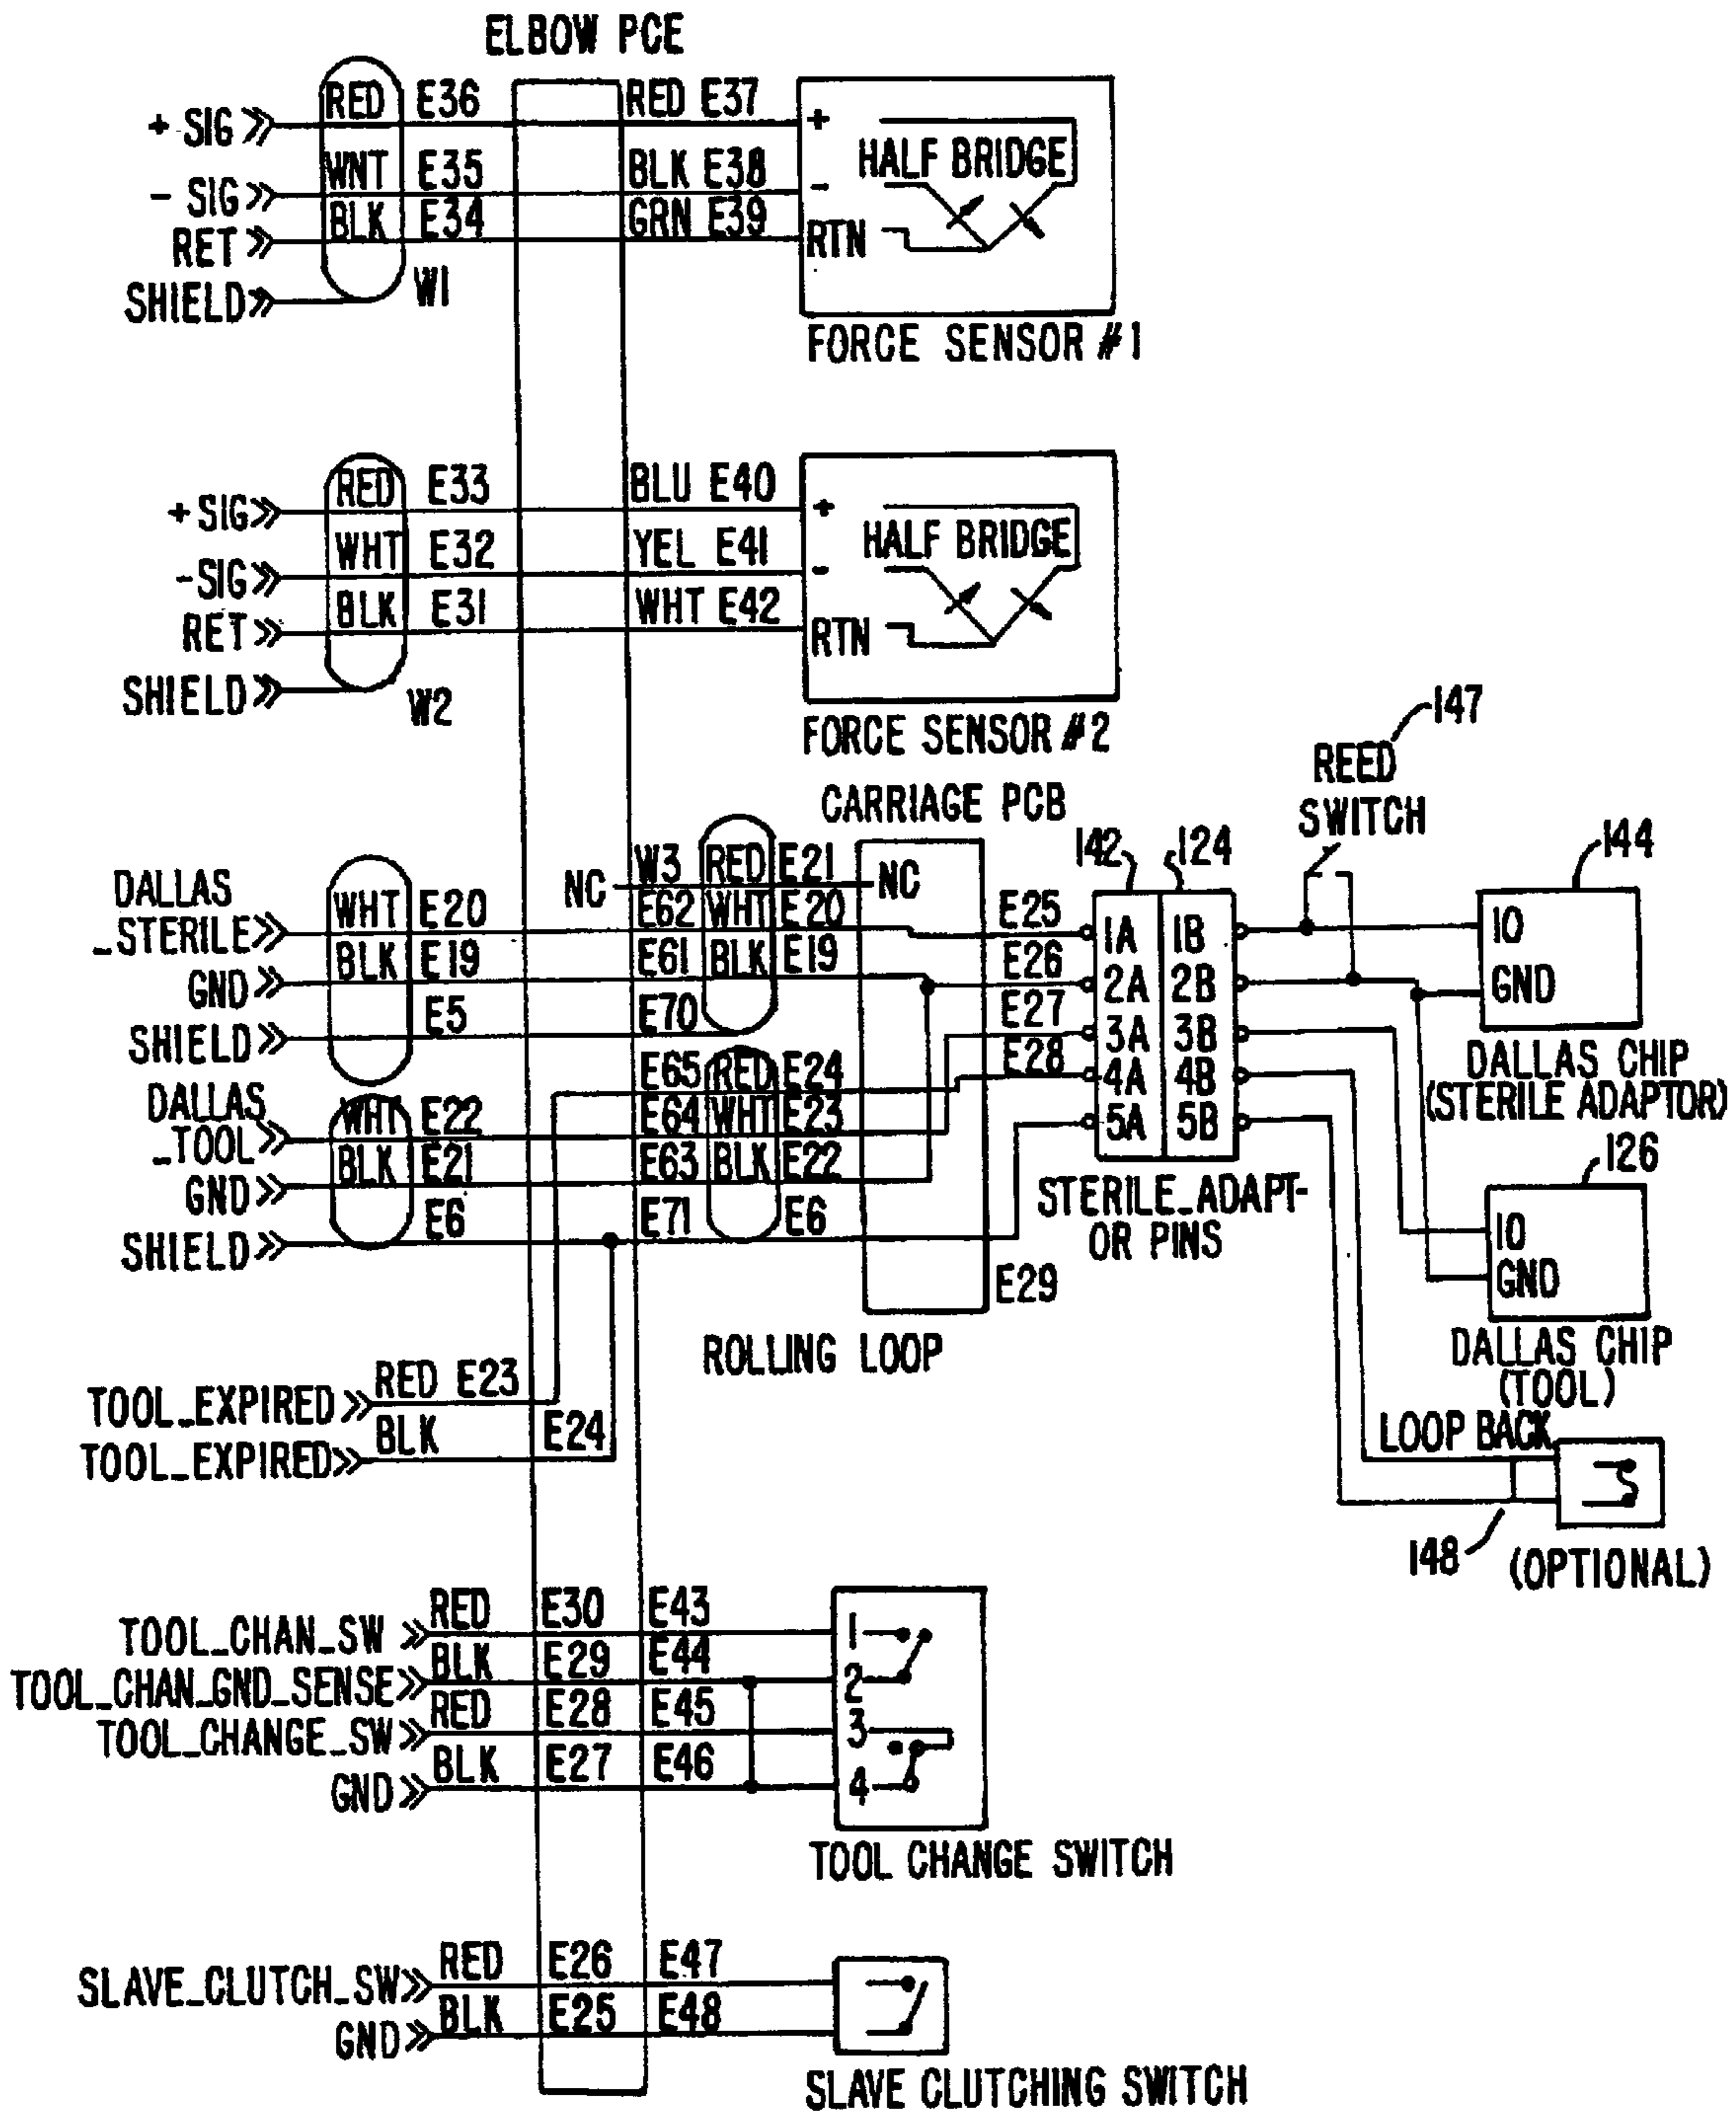 ELBOW PCE
+ SIG RED E36 RED E37 +
HALF BRIDGE
- SIG WNT E35 BLK E38 -
RET BLK E34 GRN E39 RTN
SHIELD W1
FORCE SENSOR #1
+ SIG RED E33 BLU E40 +
HALF BRIDGE
-SIG WHT E32 YEL E41 -
RET BLK E31 WHT E42 RTN
SHIELD W2
FORCE SENSOR #2
147
REED
SWITCH
CARRIAGE PCB
142 124 144
NC W3 RED E21 NC
DALLAS
_STERILE WHT E20 E62 WHT E20 E25 1A 1B IO
GND BLK E19 E61 BLK E19 E26 2A 2B GND
SHIELD E5 E70 E27 3A 3B
DALLAS CHIP
(STERILE ADAPTOR)
E65 RED E24 E28 4A 4B
DALLAS
_TOOL WHT E22 E64 WHT E23 5A 5B
GND BLK E21 E63 BLK E22
SHIELD E6 E71 E6
STERILE_ADAPT-
OR PINS
126
IO
GND
E29
DALLAS CHIP
(TOOL)
ROLLING LOOP
TOOL_EXPIRED RED E23
TOOL_EXPIRED BLK E24
LOOP BACK
148 (OPTIONAL)
TOOL_CHAN_SW RED E30 E43 1
TOOL_CHAN_GND_SENSE BLK E29 E44 2
TOOL_CHANGE_SW RED E28 E45 3
GND BLK E27 E46 4
TOOL CHANGE SWITCH
SLAVE_CLUTCH_SW RED E26 E47
GND BLK E25 E48
SLAVE CLUTCHING SWITCH